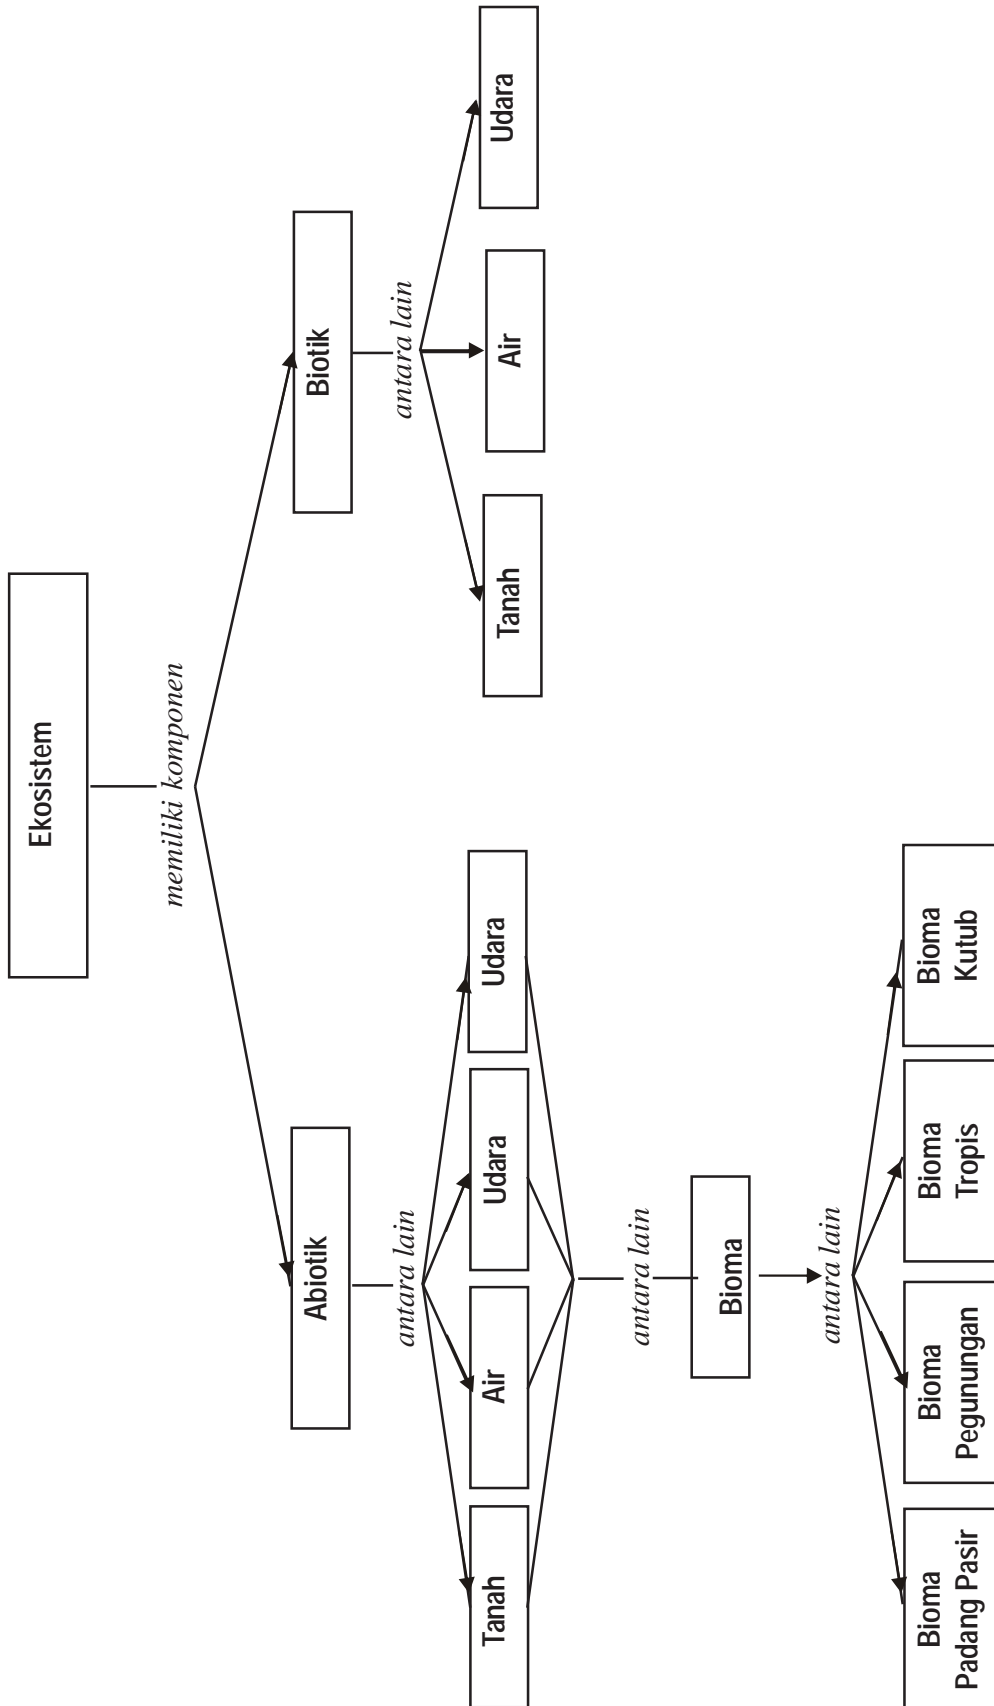 Ekosistem
memiliki komponen
Abiotik
Biotik
antara lain
antara lain
Tanah
Air
Udara
Udara
Tanah
Air
Udara
antara lain
Bioma
antara lain
Bioma
Padang Pasir
Bioma
Pegunungan
Bioma
Tropis
Bioma
Kutub